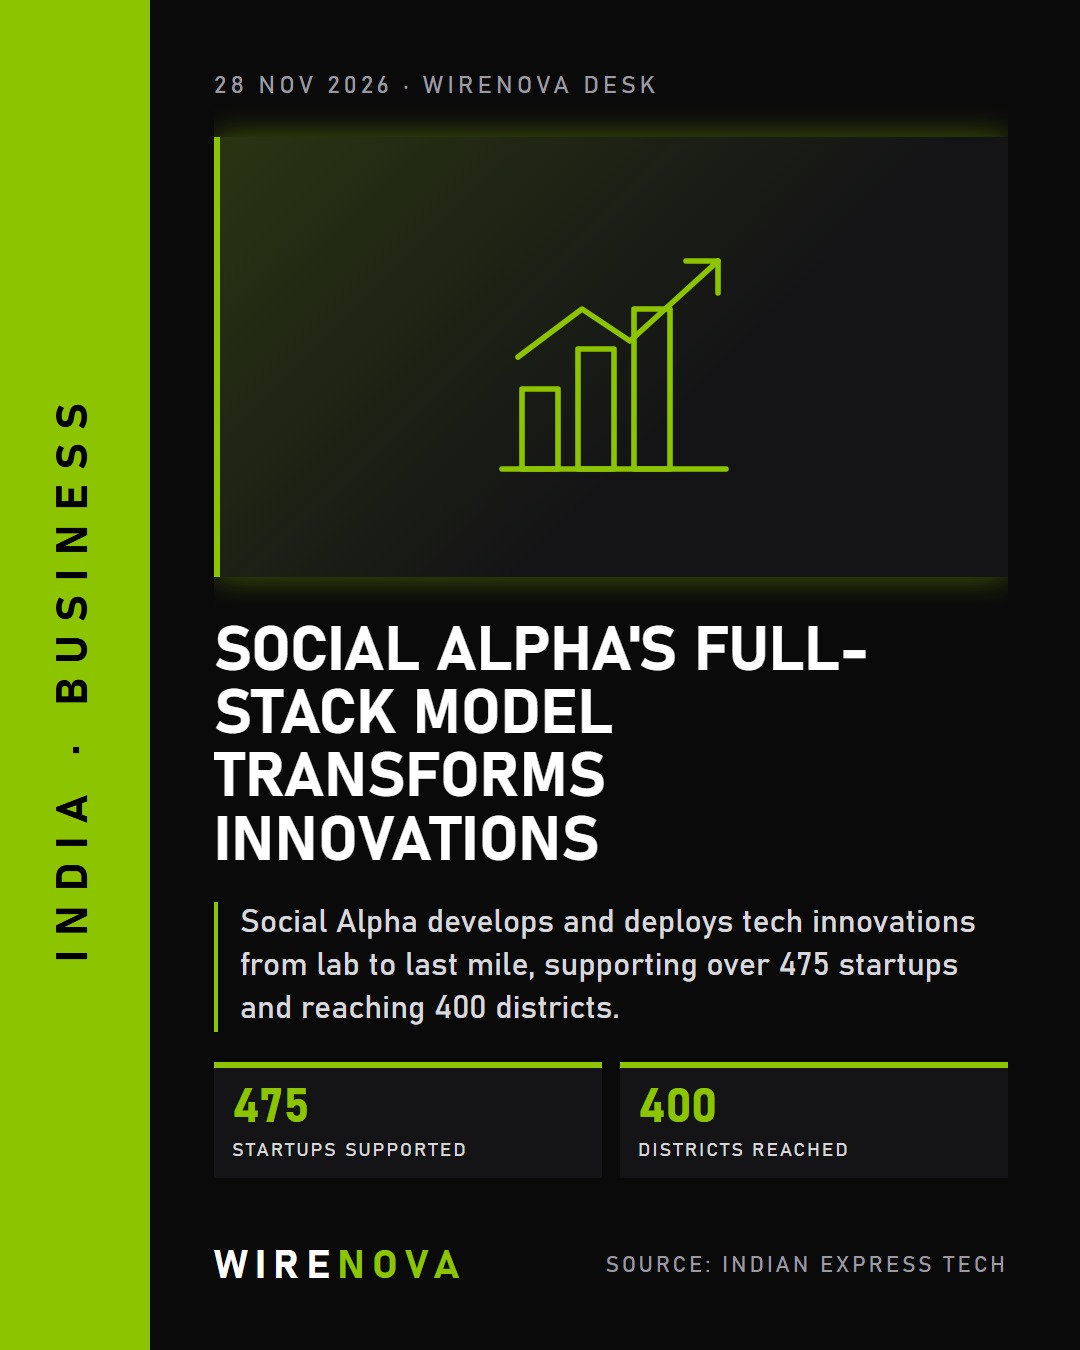 INDIA · BUSINESS
28 NOV 2026 · WIRENOVA DESK
SOCIAL ALPHA'S FULL-
STACK MODEL
TRANSFORMS
INNOVATIONS
Social Alpha develops and deploys tech innovations
from lab to last mile, supporting over 475 startups
and reaching 400 districts.
475
STARTUPS SUPPORTED
400
DISTRICTS REACHED
WIRENOVA
SOURCE: INDIAN EXPRESS TECH